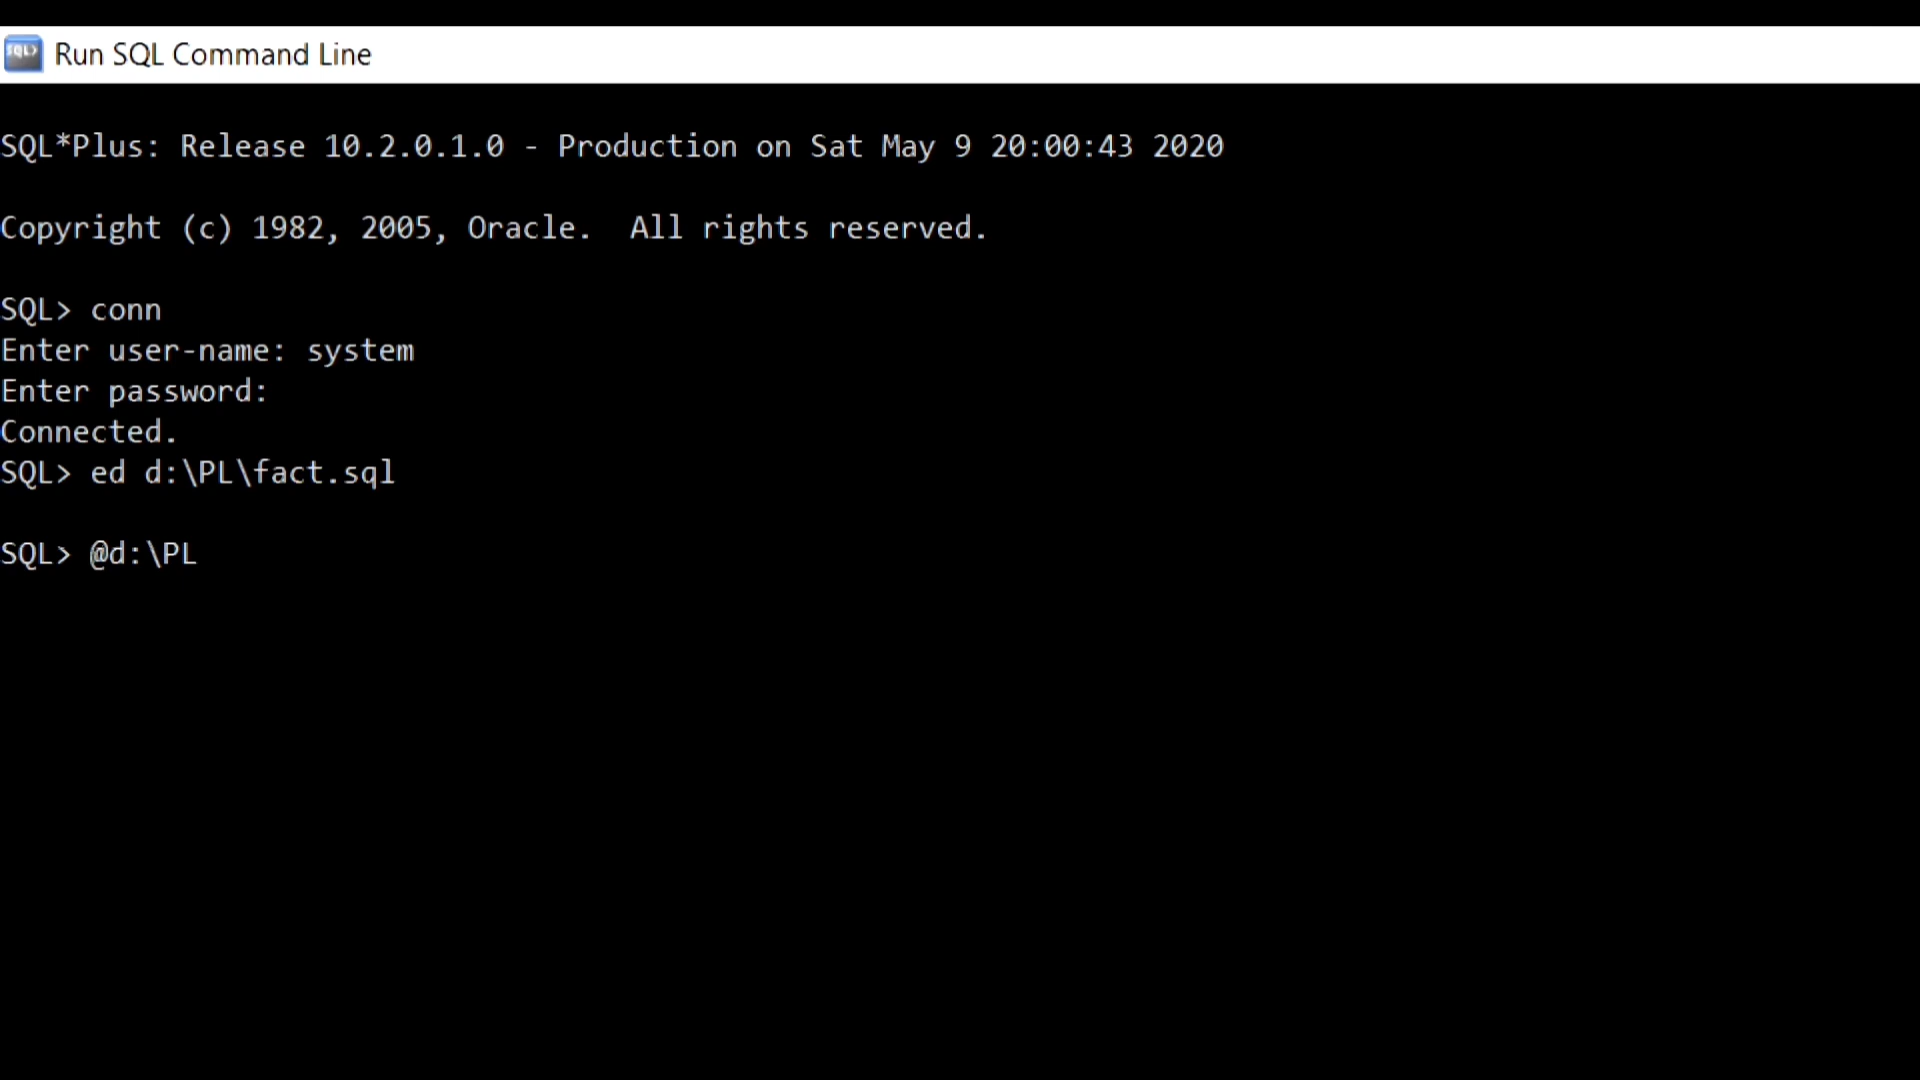 SQL>
Run SQL Command Line
SQL*Plus: Release 10.2.0.1.0 - Production on Sat May 9 20:00:43 2020
Copyright (c) 1982, 2005, Oracle.  All rights reserved.
SQL> conn
Enter user-name: system
Enter password:
Connected.
SQL> ed d:\PL\fact.sql
SQL> @d:\PL